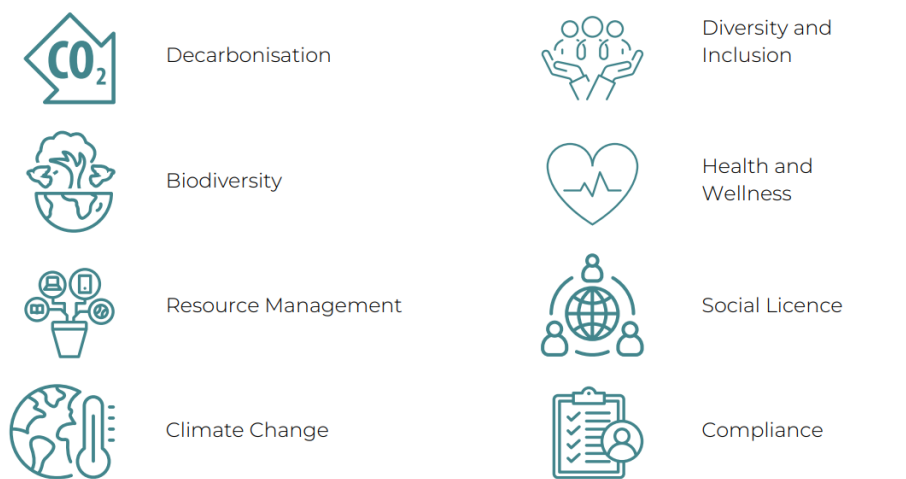 CO2
Decarbonisation
Diversity and
Inclusion
Biodiversity
Health and
Wellness
Resource Management
Social Licence
Climate Change
Compliance